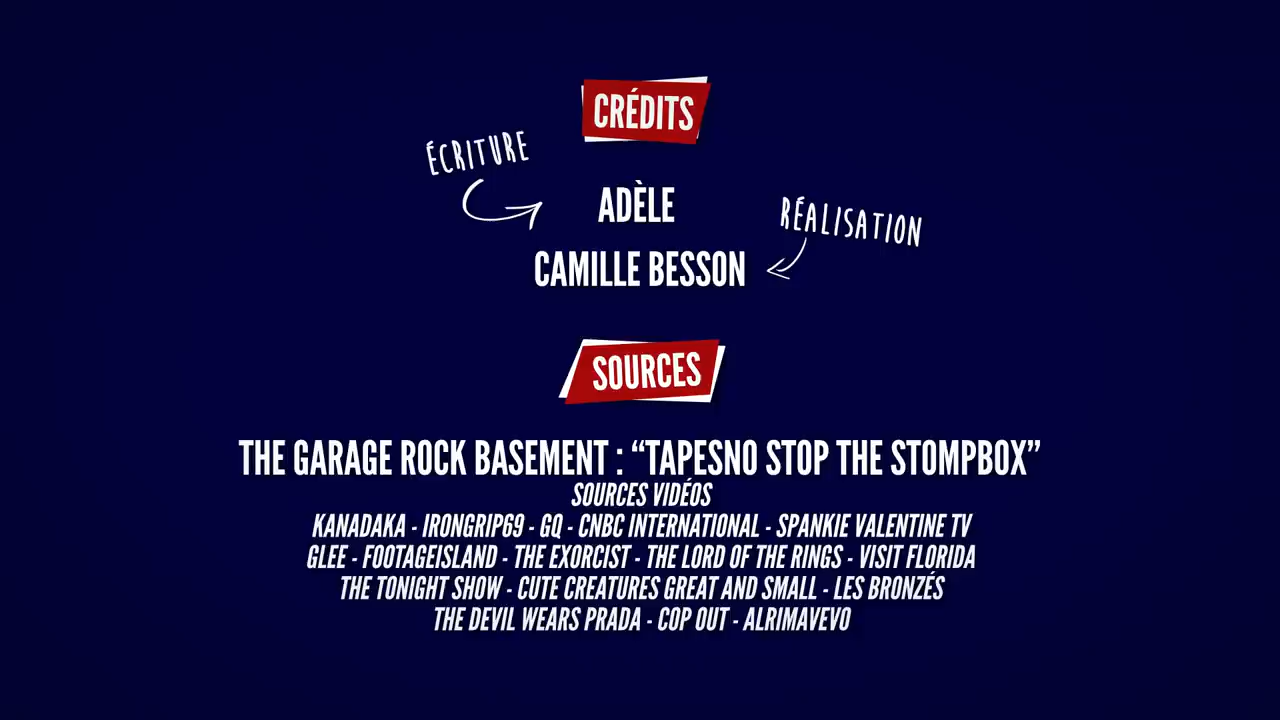 CRÉDITS
ÉCRITURE
ADÈLE
RÉALISATION
CAMILLE BESSON
SOURCES
THE GARAGE ROCK BASEMENT : “TAPESNO STOP THE STOMPBOX”
SOURCES VIDÉOS
KANADAKA - IRONGRIP69 - GQ - CNBC INTERNATIONAL - SPANKIE VALENTINE TV
GLEE - FOOTAGEISLAND - THE EXORCIST - THE LORD OF THE RINGS - VISIT FLORIDA
THE TONIGHT SHOW - CUTE CREATURES GREAT AND SMALL - LES BRONZÉS
THE DEVIL WEARS PRADA - COP OUT - ALRIMAVEVO